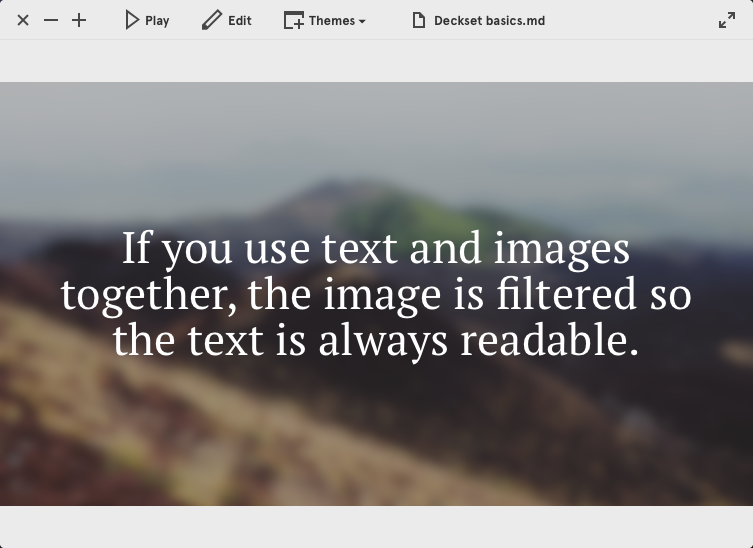 Play Edit Themes Deckset basics.md
If you use text and images
together, the image is filtered so
the text is always readable.